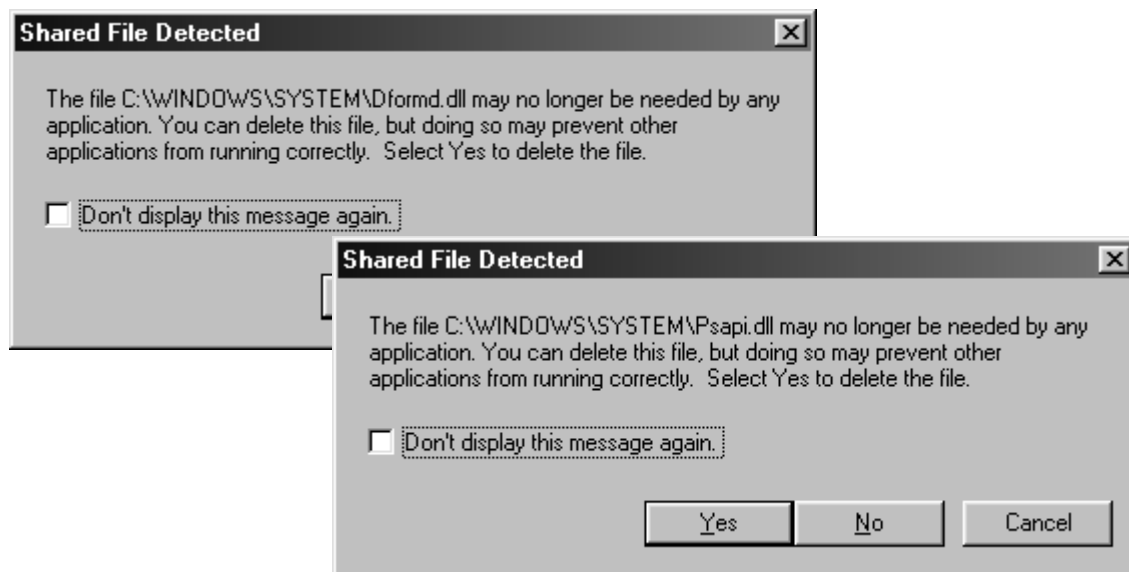 Shared File Detected
The file C:\WINDOWS\SYSTEM\Dformd.dll may no longer be needed by any
application. You can delete this file, but doing so may prevent other
applications from running correctly.  Select Yes to delete the file.
Don't display this message again.
Shared File Detected
The file C:\WINDOWS\SYSTEM\Psapi.dll may no longer be needed by any
application. You can delete this file, but doing so may prevent other
applications from running correctly.  Select Yes to delete the file.
Don't display this message again.
Yes No Cancel